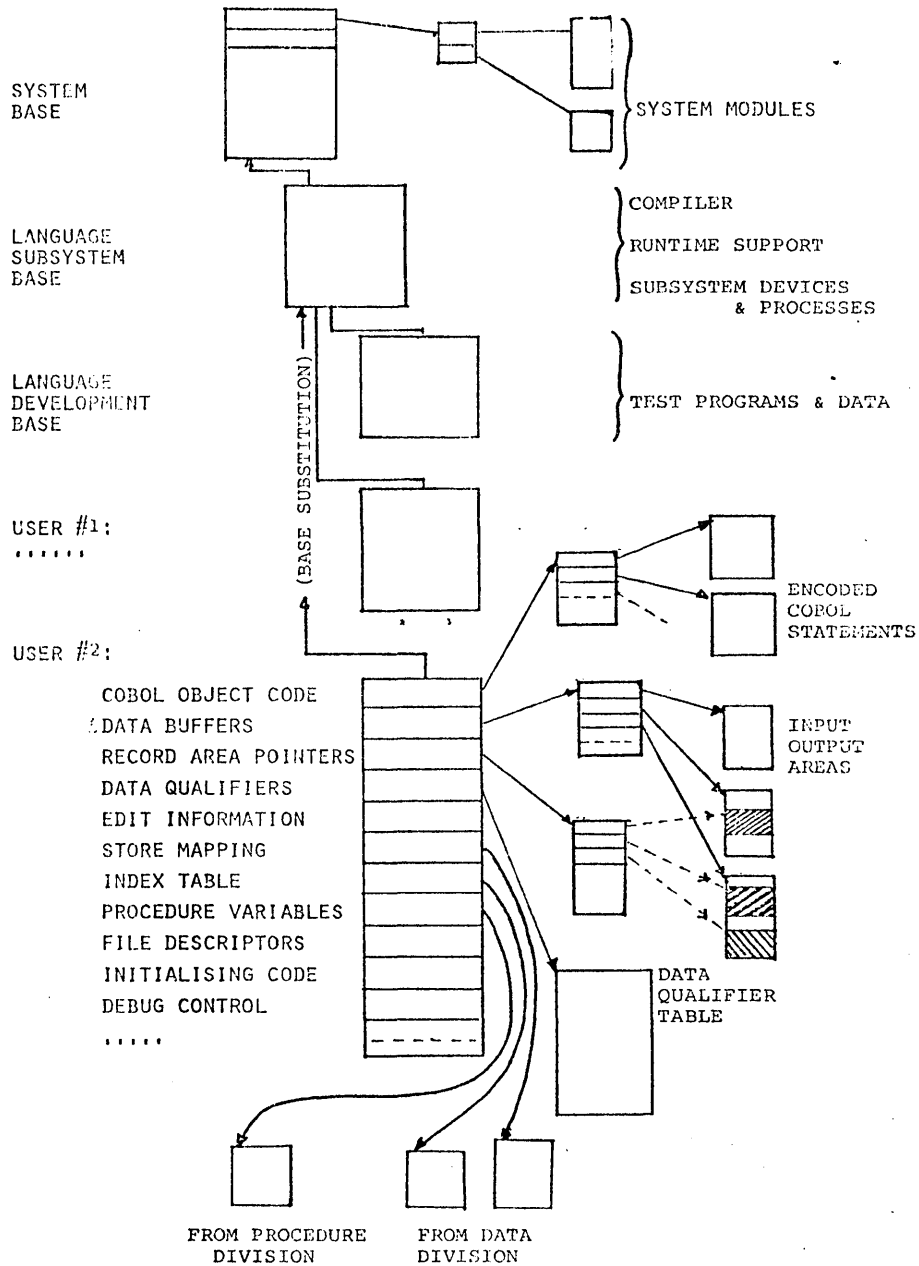 SYSTEM
BASE
SYSTEM MODULES
LANGUAGE
SUBSYSTEM
BASE
COMPILER
RUNTIME SUPPORT
SUBSYSTEM DEVICES
& PROCESSES
LANGUAGE
DEVELOPMENT
BASE
TEST PROGRAMS & DATA
(BASE SUBSTITUTION)
USER #1:
......
ENCODED
COBOL
STATEMENTS
USER #2:
COBOL OBJECT CODE
DATA BUFFERS
RECORD AREA POINTERS
DATA QUALIFIERS
EDIT INFORMATION
STORE MAPPING
INDEX TABLE
PROCEDURE VARIABLES
FILE DESCRIPTORS
INITIALISING CODE
DEBUG CONTROL
.....
INPUT
OUTPUT
AREAS
DATA
QUALIFIER
TABLE
FROM PROCEDURE
DIVISION
FROM DATA
DIVISION